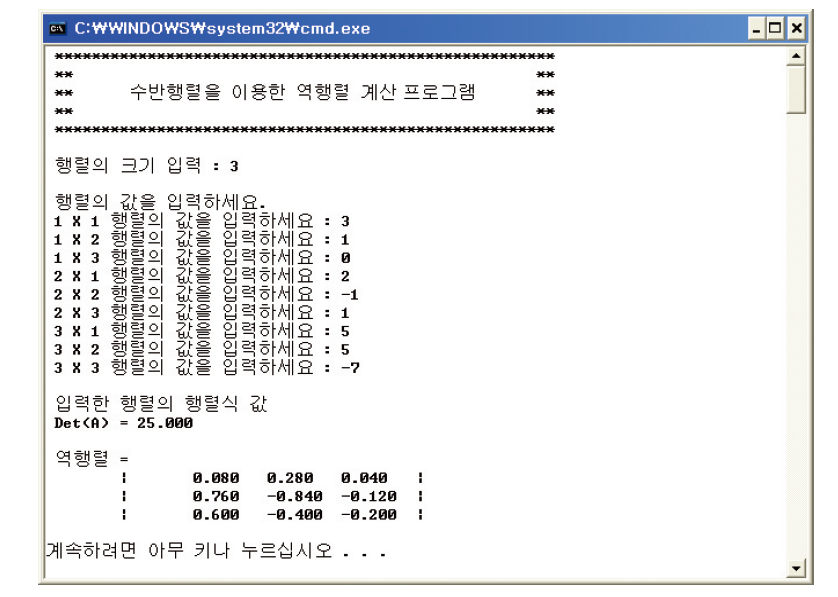 C:\WINDOWS\system32\cmd.exe
******************************************************
** **
** 수반행렬을 이용한 역행렬 계산 프로그램 **
** **
******************************************************
행렬의 크기 입력 : 3
행렬의 값을 입력하세요.
1 X 1 행렬의 값을 입력하세요 : 3
1 X 2 행렬의 값을 입력하세요 : 1
1 X 3 행렬의 값을 입력하세요 : 0
2 X 1 행렬의 값을 입력하세요 : 2
2 X 2 행렬의 값을 입력하세요 : -1
2 X 3 행렬의 값을 입력하세요 : 1
3 X 1 행렬의 값을 입력하세요 : 5
3 X 2 행렬의 값을 입력하세요 : 5
3 X 3 행렬의 값을 입력하세요 : -7
입력한 행렬의 행렬식 값
Det(A) = 25.000
역행렬 =
| 0.080 0.280 0.040 |
| 0.760 -0.840 -0.120 |
| 0.600 -0.400 -0.200 |
계속하려면 아무 키나 누르십시오 . . .